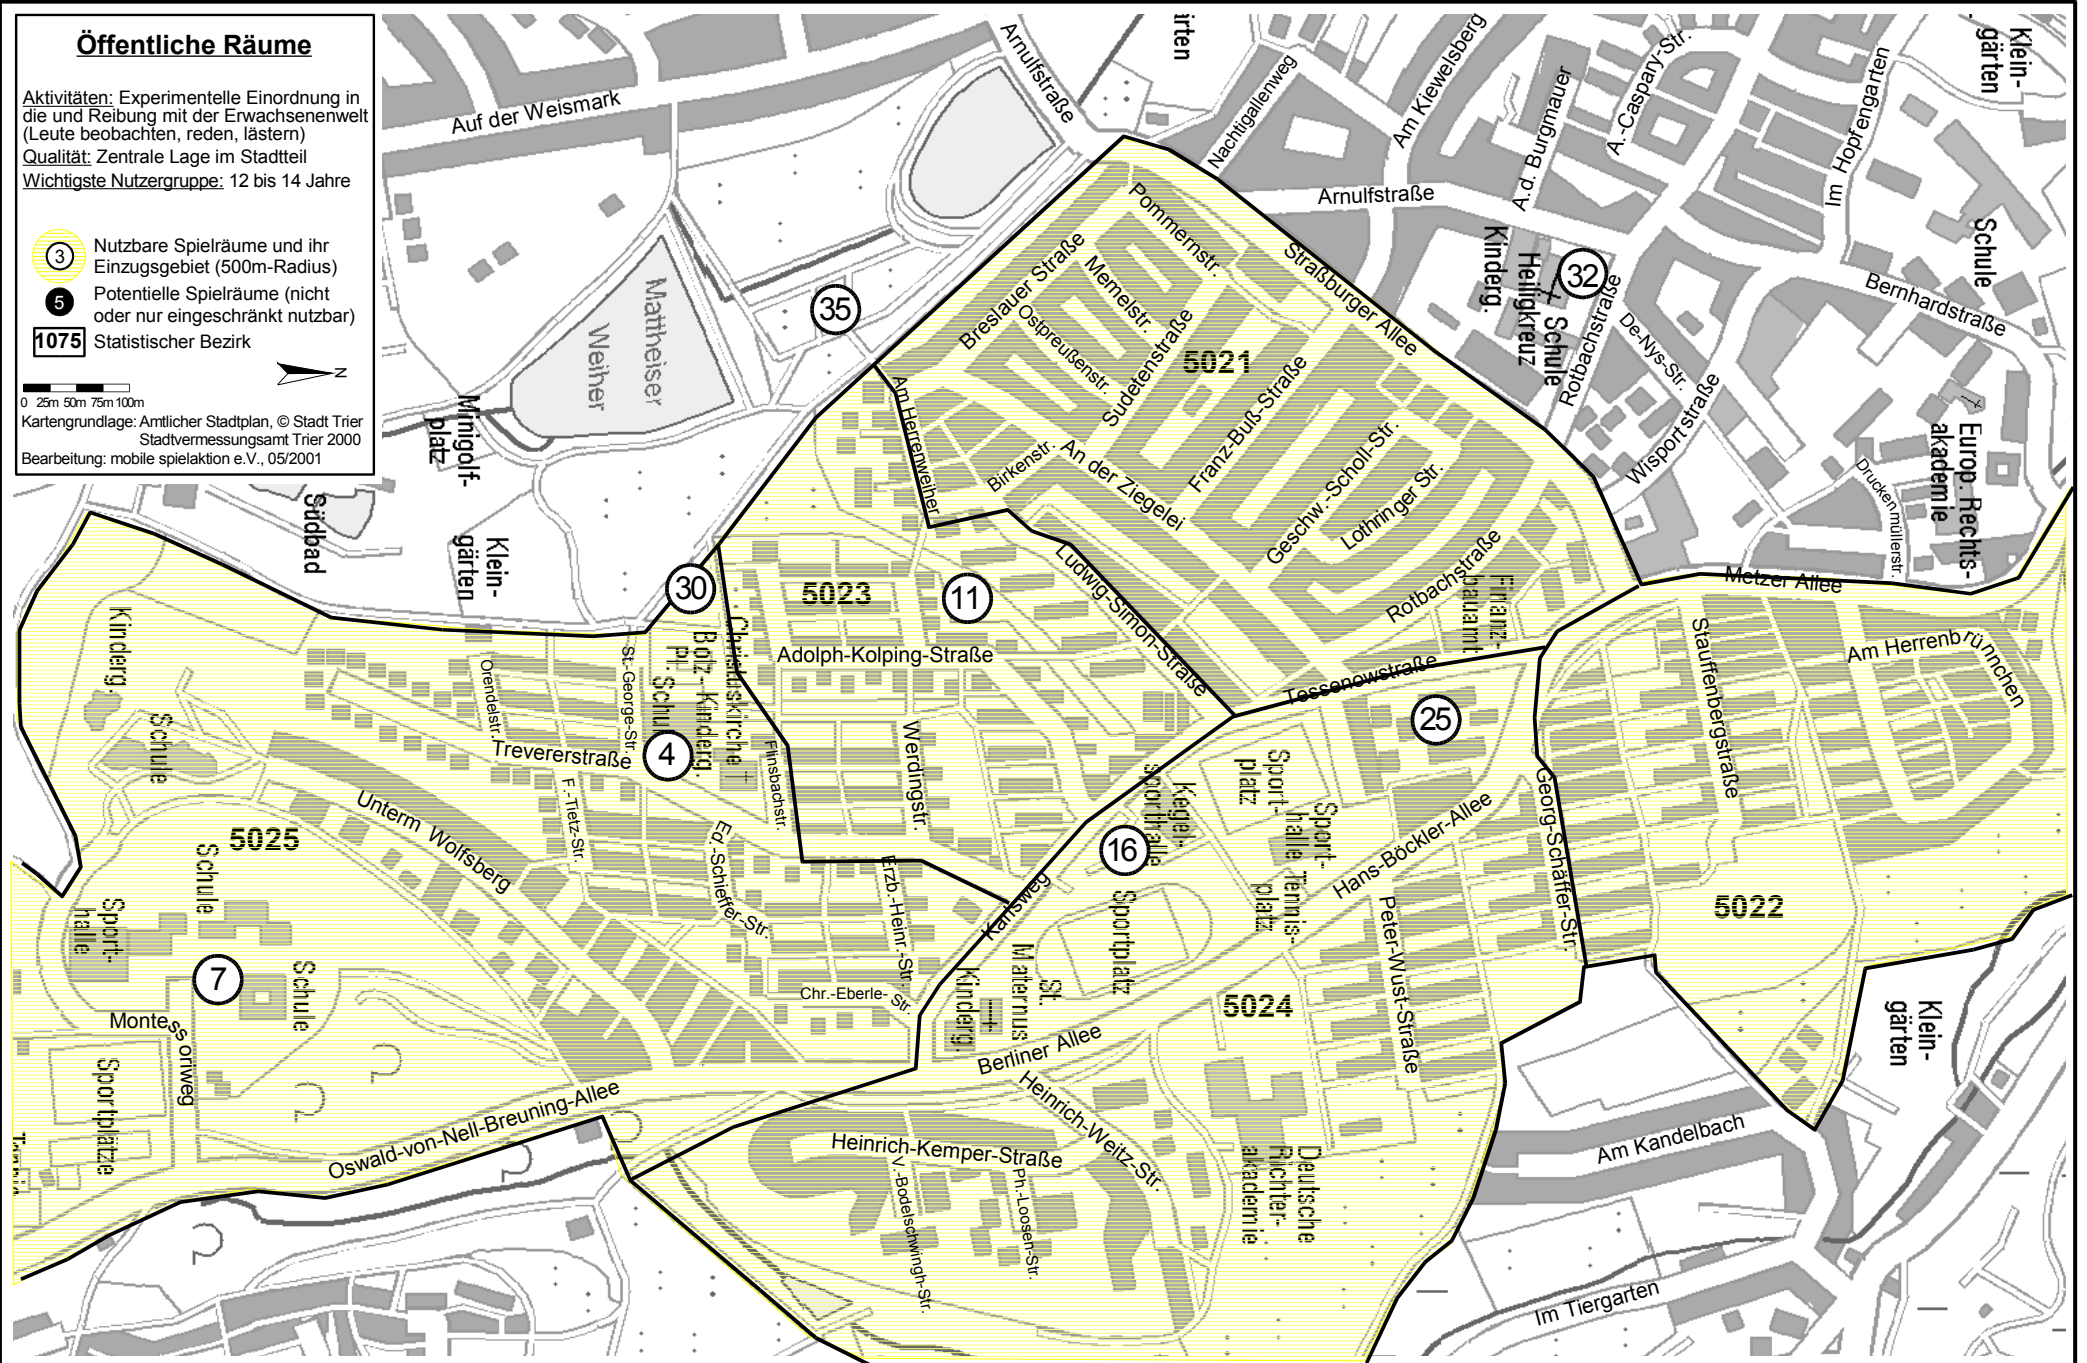 Öffentliche Räume
Aktivitäten: Experimentelle Einordnung in
die und Reibung mit der Erwachsenenwelt
(Leute beobachten, reden, lästern)
Qualität: Zentrale Lage im Stadtteil
Wichtigste Nutzergruppe: 12 bis 14 Jahre
3
Nutzbare Spielräume und ihr
Einzugsgebiet (500m-Radius)
5
Potentielle Spielräume (nicht
oder nur eingeschränkt nutzbar)
1075 Statistischer Bezirk
N
0 25m 50m 75m 100m
Kartengrundlage: Amtlicher Stadtplan, © Stadt Trier
Stadtvermessungsamt Trier 2000
Bearbeitung: mobile spielaktion e.V., 05/2001
Auf der Weismark
Arnulfstraße
ärten
Nachtigallenweg
Am Kiewelsberg
A.d. Burgmauer
A.-Caspary-Str.
Im Hopfengarten
Klein-
gärten
Arnulfstraße
Schule
Bernhardstraße
Kinderg.
Heiligkreuz
Schule
32
Rotbachstraße
De-Nys-Str.
Wisportstraße
Druckenmüllerstr.
Europ. Rechts-
akademie
Metzer Allee
35
Mattheiser
Weiher
Minigolf-
platz
Südbad
Klein-
gärten
Pommernstr.
Straßburger Allee
Breslauer Straße
Memelstr.
Ostpreußenstr.
Sudetenstraße
5021
Franz-Buß-Straße
Am Herrenweiher
Birkenstr.
An der Ziegelei
Geschw.-Scholl-Str.
Lothringer Str.
Rotbachstraße
Finanz-
bauamt
Ludwig-Simon-Straße
Tessenowstraße
30
5023
11
Adolph-Kolping-Straße
Christuskirche
Bolz-
Pl.
Kinderg.
Schule
4
Flinsbachstr.
Werdingstr.
Kinderg.
Schule
Orendelstr.
St.-George-Str.
Trevererstraße
F.-Tietz-Str.
Unterm Wolfsberg
Ed.-Schieffer-Str.
Erzb.-Heinr.-Str.
Chr.-Eberle-Str.
5025
Schule
Sport-
halle
7
Schule
Montessoriweg
Sportplätze
Oswald-von-Nell-Breuning-Allee
25
Sport-
platz
Sport-
halle
Tennis-
platz
Kegel-
sporthalle
16
Sportplatz
Karlsweg
St.
Maternus
Kinderg.
Berliner Allee
5024
Hans-Böckler-Allee
Peter-Wust-Straße
Georg-Schäffer-Str.
Stauffenbergstraße
Am Herrenbrünnchen
5022
Klein-
gärten
Heinrich-Weitz-Str.
Heinrich-Kemper-Straße
V.-Bodelschwingh-Str.
Ph.-Loosen-Str.
Deutsche
Richter-
akademie
Am Kandelbach
Im Tiergarten